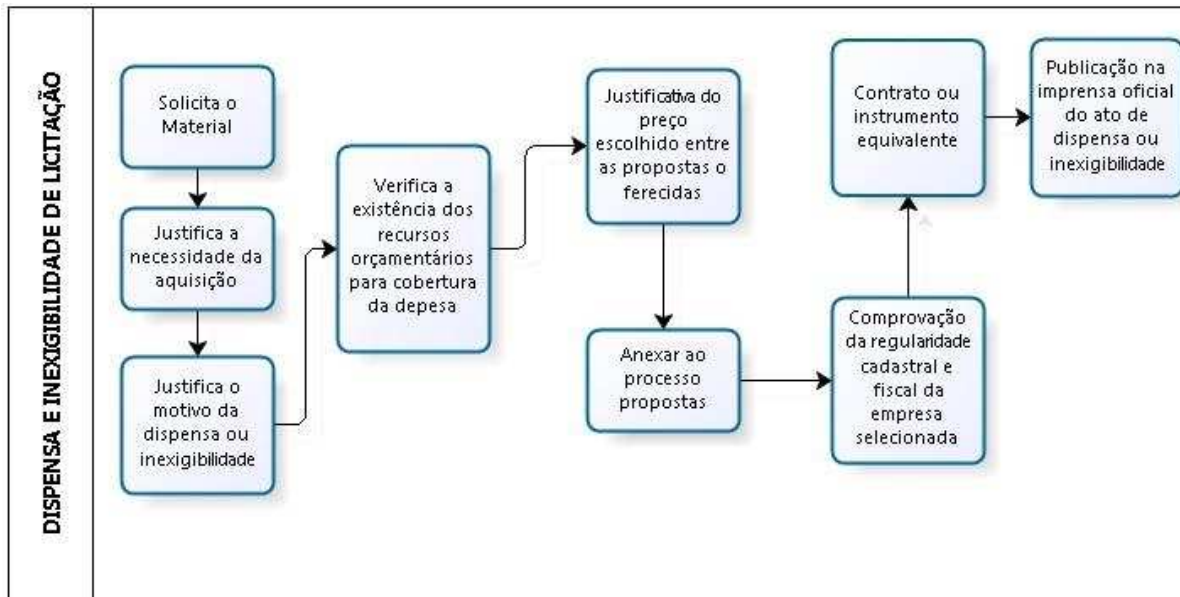 DISPENSA E INEXIGIBILIDADE DE LICITAÇÃO
Solicita o
Material
Justifica a
necessidade da
aquisição
Justifica o
motivo da
dispensa ou
inexigibilidade
Verifica a
existência dos
recursos
orçamentários
para cobertura
da depesa
Justificativa do
preço
escolhido entre
as propostas o
ferecidas
Anexar ao
processo
propostas
Comprovação
da regularidade
cadastral e
fiscal da
empresa
selecionada
Contrato ou
instrumento
equivalente
Publicação na
imprensa oficial
do ato de
dispensa ou
inexigibilidade